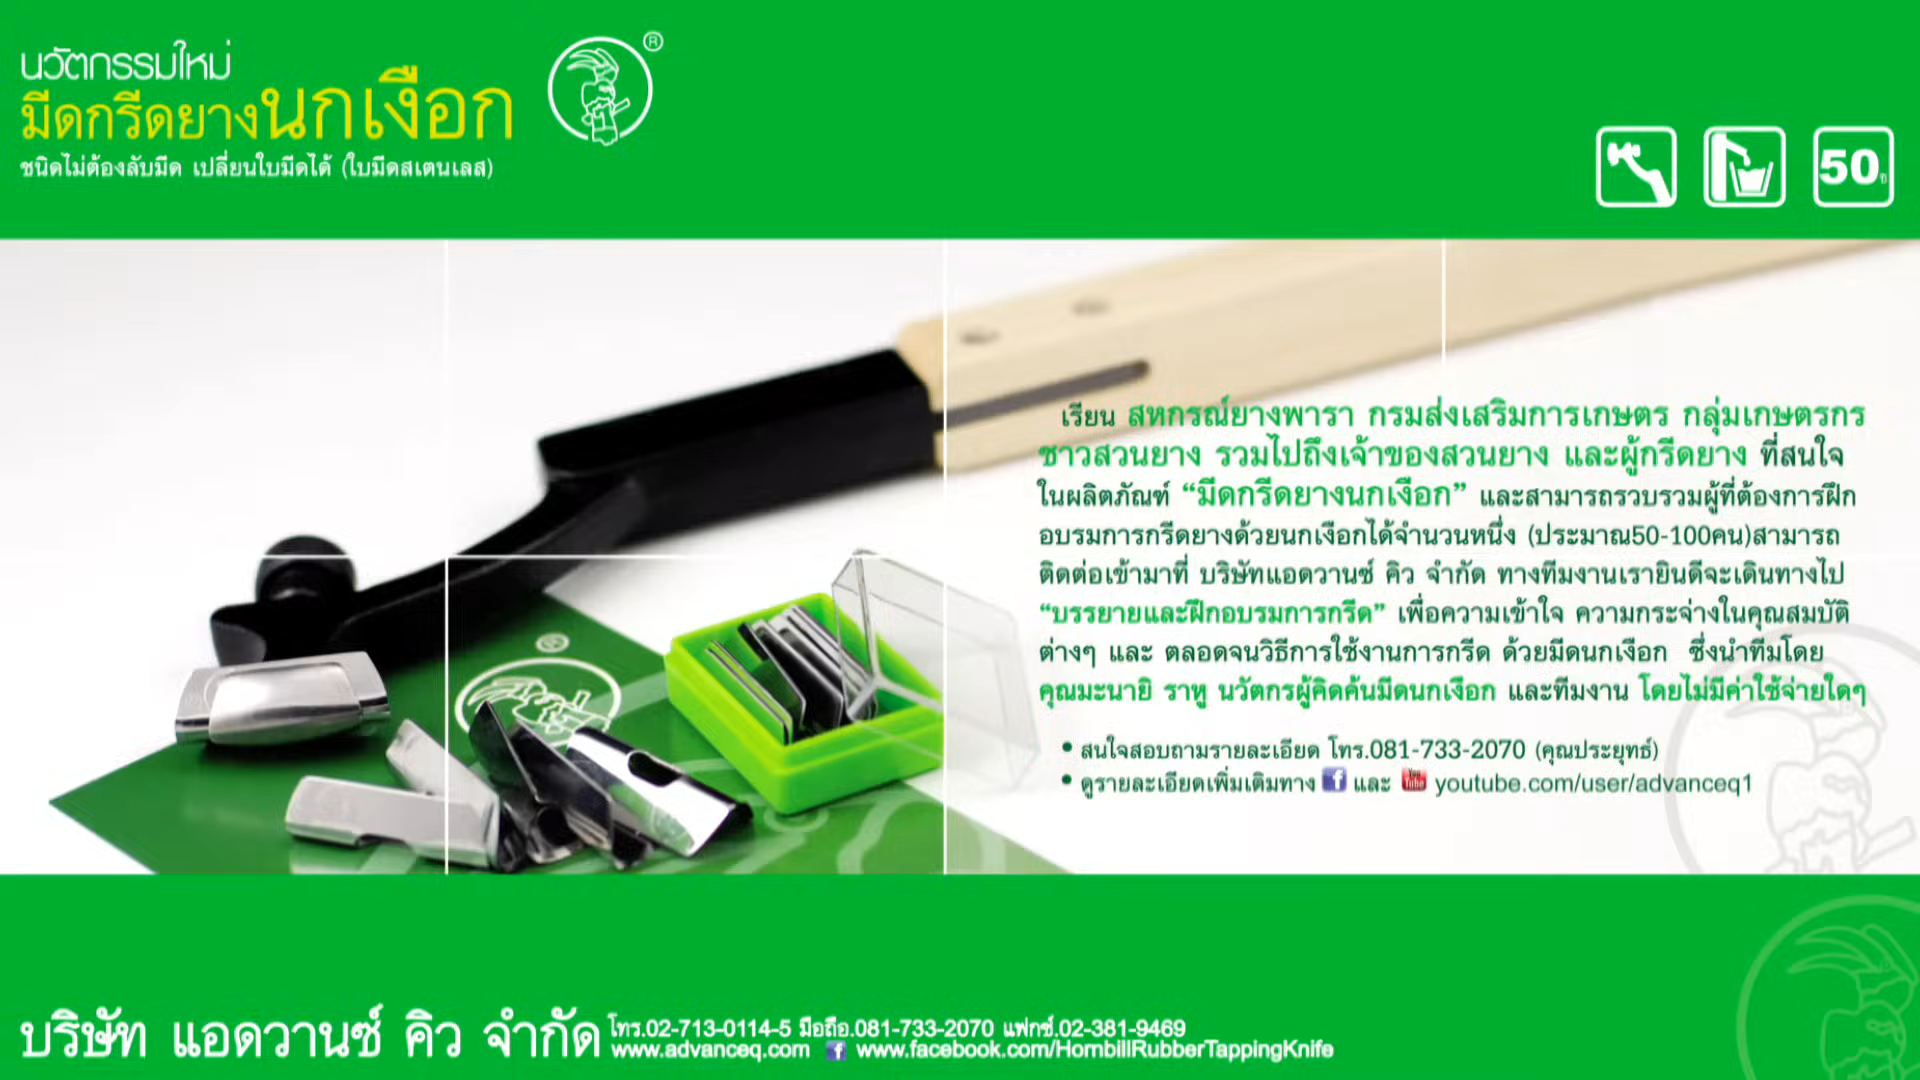 นวัตกรรมใหม่
มีดกรีดยางนกเงือก
ชนิดไม่ต้องลับมีด เปลี่ยนใบมีดได้ (ใบมีดสเตนเลส)
®
50ปี
เรียน สหกรณ์ยางพารา กรมส่งเสริมการเกษตร กลุ่มเกษตรกร
ชาวสวนยาง รวมไปถึงเจ้าของสวนยาง และผู้กรีดยาง ที่สนใจ
ในผลิตภัณฑ์ “มีดกรีดยางนกเงือก” และสามารถรวบรวมผู้ที่ต้องการฝึก
อบรมการกรีดยางด้วยนกเงือกได้จำนวนหนึ่ง (ประมาณ50-100คน)สามารถ
ติดต่อเข้ามาที่ บริษัทแอดวานซ์ คิว จำกัด ทางทีมงานเรายินดีจะเดินทางไป
“บรรยายและฝึกอบรมการกรีด” เพื่อความเข้าใจ ความกระจ่างในคุณสมบัติ
ต่างๆ และ ตลอดจนวิธีการใช้งานการกรีด ด้วยมีดนกเงือก ซึ่งนำทีมโดย
คุณมะนายิ ราหู นวัตกรผู้คิดค้นมีดนกเงือก และทีมงาน โดยไม่มีค่าใช้จ่ายใดๆ
• สนใจสอบถามรายละเอียด โทร.081-733-2070 (คุณประยุทธ์)
• ดูรายละเอียดเพิ่มเติมทาง f และ You Tube youtube.com/user/advanceq1
บริษัท แอดวานซ์ คิว จำกัด
โทร.02-713-0114-5 มือถือ.081-733-2070 แฟกซ์.02-381-9469
www.advanceq.com f www.facebook.com/HornbillRubberTappingKnife